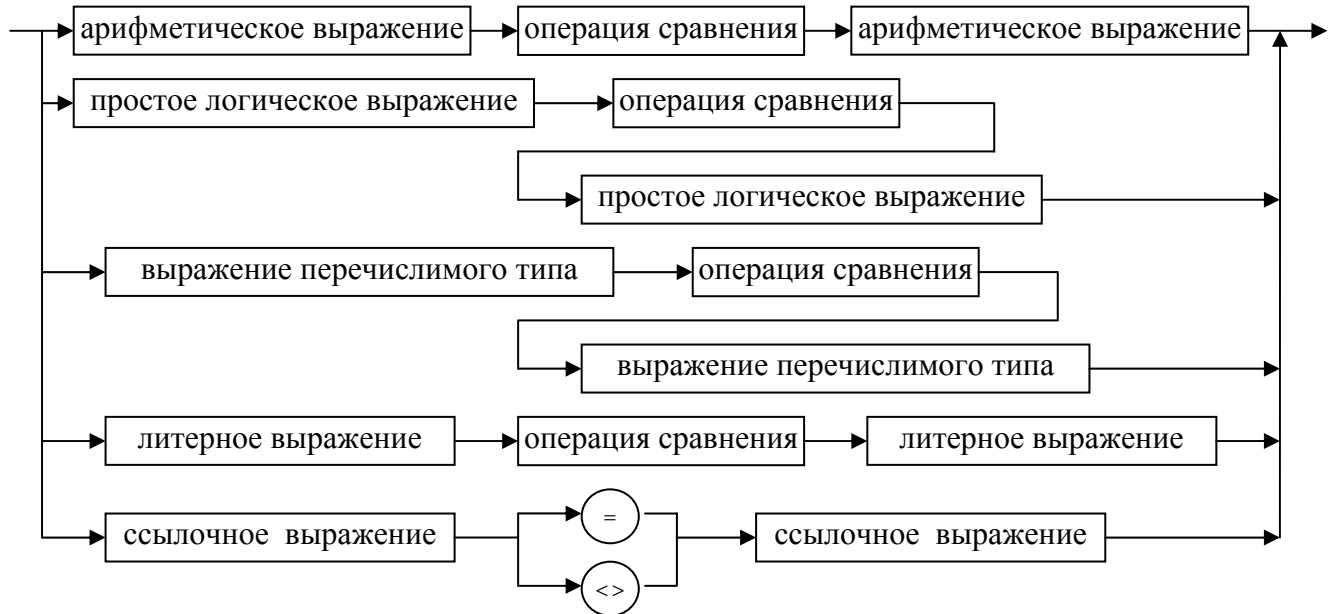 арифметическое выражение операция сравнения арифметическое выражение
простое логическое выражение операция сравнения
простое логическое выражение
выражение перечислимого типа операция сравнения
выражение перечислимого типа
литерное выражение операция сравнения литерное выражение
=
ссылочное выражение ссылочное выражение
<>